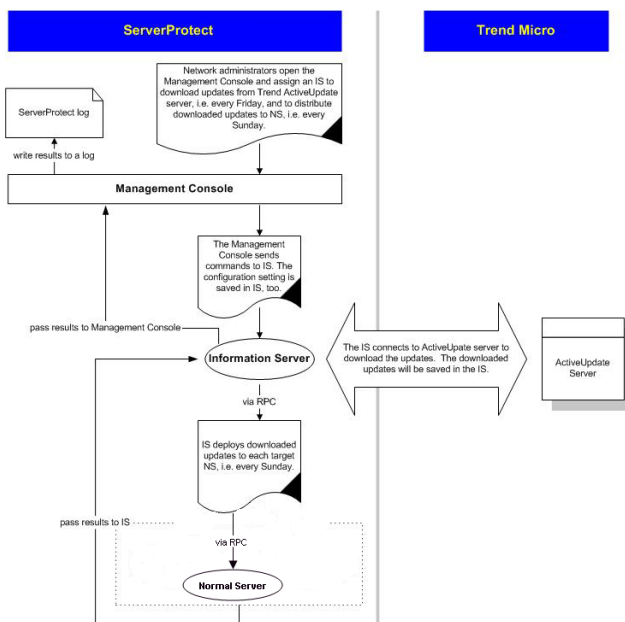 ServerProtect
Trend Micro
Network administrators open the
Management Console and assign an IS to
download updates from Trend ActiveUpdate
server, i.e. every Friday, and to distribute
downloaded updates to NS, i.e. every
Sunday.
ServerProtect log
write results to a log
Management Console
The Management
Console sends
commands to IS. The
configuration setting is
saved in IS, too.
pass results to Management Console
Information Server
The IS connects to ActiveUpate server to
download the updates. The downloaded
updates will be saved in the IS.
ActiveUpdate
Server
via RPC
IS deploys downloaded
updates to each target
NS, i.e. every Sunday.
pass results to IS
via RPC
Normal Server